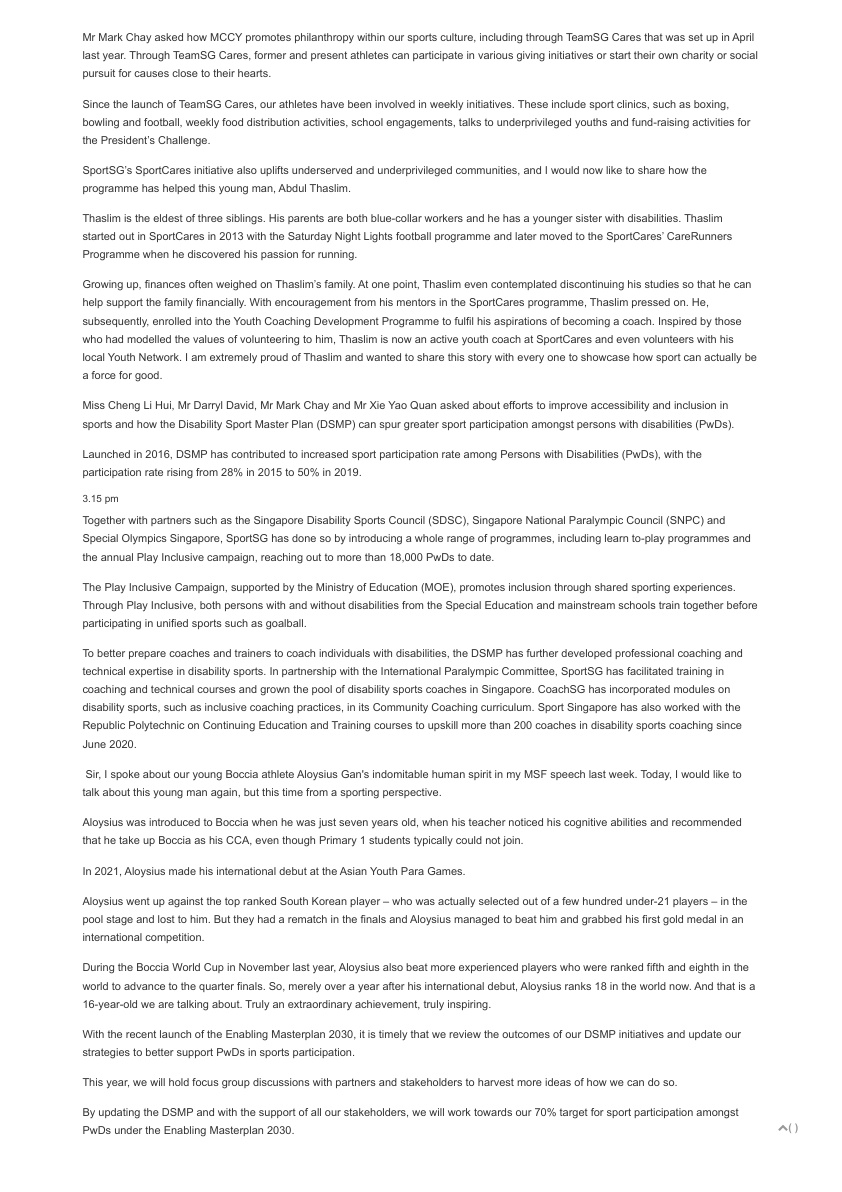 Mr Mark Chay asked how MCCY promotes philanthropy within our sports culture, including through TeamSG Cares that was set up in April
last year. Through TeamSG Cares, former and present athletes can participate in various giving initiatives or start their own charity or social
pursuit for causes close to their hearts.
Since the launch of TeamSG Cares, our athletes have been involved in weekly initiatives. These include sport clinics, such as boxing,
bowling and football, weekly food distribution activities, school engagements, talks to underprivileged youths and fund-raising activities for
the President's Challenge.
SportSG's SportCares initiative also uplifts underserved and underprivileged communities, and I would now like to share how the
programme has helped this young man, Abdul Thaslim.
Thaslim is the eldest of three siblings. His parents are both blue-collar workers and he has a younger sister with disabilities. Thaslim
started out in SportCares in 2013 with the Saturday Night Lights football programme and later moved to the SportCares' CareRunners
Programme when he discovered his passion for running.
Growing up, finances often weighed on Thaslim's family. At one point, Thaslim even contemplated discontinuing his studies so that he can
help support the family financially. With encouragement from his mentors in the SportCares programme, Thaslim pressed on. He,
subsequently, enrolled into the Youth Coaching Development Programme to fulfil his aspirations of becoming a coach. Inspired by those
who had modelled the values of volunteering to him, Thaslim is now an active youth coach at SportCares and even volunteers with his
local Youth Network. I am extremely proud of Thaslim and wanted to share this story with every one to showcase how sport can actually be
a force for good.
Miss Cheng Li Hui, Mr Darryl David, Mr Mark Chay and Mr Xie Yao Quan asked about efforts to improve accessibility and inclusion in
sports and how the Disability Sport Master Plan (DSMP) can spur greater sport participation amongst persons with disabilities (PwDs).
Launched in 2016, DSMP has contributed to increased sport participation rate among Persons with Disabilities (PwDs), with the
participation rate rising from 28% in 2015 to 50% in 2019.
3.15 pm
Together with partners such as the Singapore Disability Sports Council (SDSC), Singapore National Paralympic Council (SNPC) and
Special Olympics Singapore, SportSG has done so by introducing a whole range of programmes, including learn to-play programmes and
the annual Play Inclusive campaign, reaching out to more than 18,000 PwDs to date.
The Play Inclusive Campaign, supported by the Ministry of Education (MOE), promotes inclusion through shared sporting experiences.
Through Play Inclusive, both persons with and without disabilities from the Special Education and mainstream schools train together before
participating in unified sports such as goalball.
To better prepare coaches and trainers to coach individuals with disabilities, the DSMP has further developed professional coaching and
technical expertise in disability sports. In partnership with the International Paralympic Committee, SportSG has facilitated training in
coaching and technical courses and grown the pool of disability sports coaches in Singapore. CoachSG has incorporated modules on
disability sports, such as inclusive coaching practices, in its Community Coaching curriculum. Sport Singapore has also worked with the
Republic Polytechnic on Continuing Education and Training courses to upskill more than 200 coaches in disability sports coaching since
June 2020.
Sir, I spoke about our young Boccia athlete Aloysius Gan's indomitable human spirit in my MSF speech last week. Today, I would like to
talk about this young man again, but this time from a sporting perspective.
Aloysius was introduced to Boccia when he was just seven years old, when his teacher noticed his cognitive abilities and recommended
that he take up Boccia as his CCA, even though Primary 1 students typically could not join.
In 2021, Aloysius made his international debut at the Asian Youth Para Games.
Aloysius went up against the top ranked South Korean player – who was actually selected out of a few hundred under-21 players – in the
pool stage and lost to him. But they had a rematch in the finals and Aloysius managed to beat him and grabbed his first gold medal in an
international competition.
During the Boccia World Cup in November last year, Aloysius also beat more experienced players who were ranked fifth and eighth in the
world to advance to the quarter finals. So, merely over a year after his international debut, Aloysius ranks 18 in the world now. And that is a
16-year-old we are talking about. Truly an extraordinary achievement, truly inspiring.
With the recent launch of the Enabling Masterplan 2030, it is timely that we review the outcomes of our DSMP initiatives and update our
strategies to better support PwDs in sports participation.
This year, we will hold focus group discussions with partners and stakeholders to harvest more ideas of how we can do so.
By updating the DSMP and with the support of all our stakeholders, we will work towards our 70% target for sport participation amongst
PwDs under the Enabling Masterplan 2030.
( )